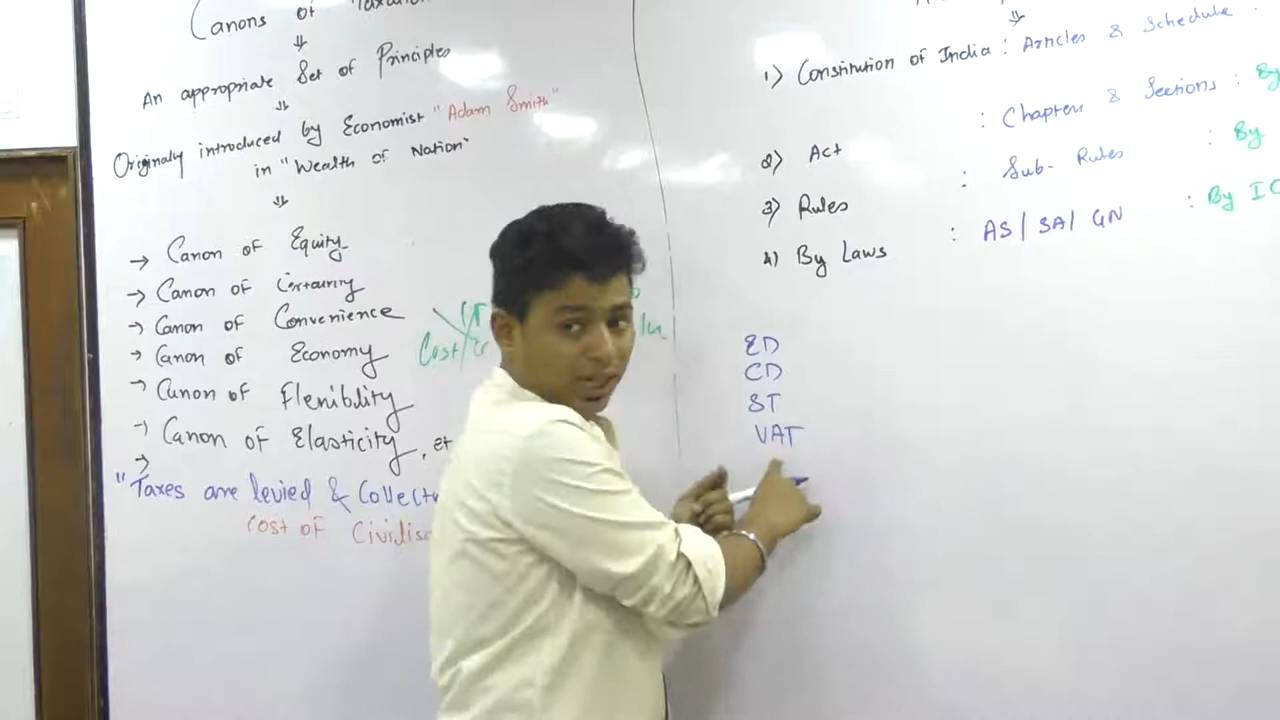 Canons of Taxation
An appropriate Set of Principles
Originaly introduced by Economist "Adam Smith"
in "Wealth of Nation"
→ Canon of Equity
→ Canon of
→ Canon of Convenience
→ Canon of Economy
→ Canon of
→ Canon of Elasticity, et
→
"Taxes are levied & Collect
Cost of Civilis
Cost/
1) Constitution of India : Articles & Schedule
2) Act : Chapters & Sections : By
3) Rules : Sub-Rules : By
4) By Laws : AS/SA/GN : By IC
ED
CD
ST
VAT